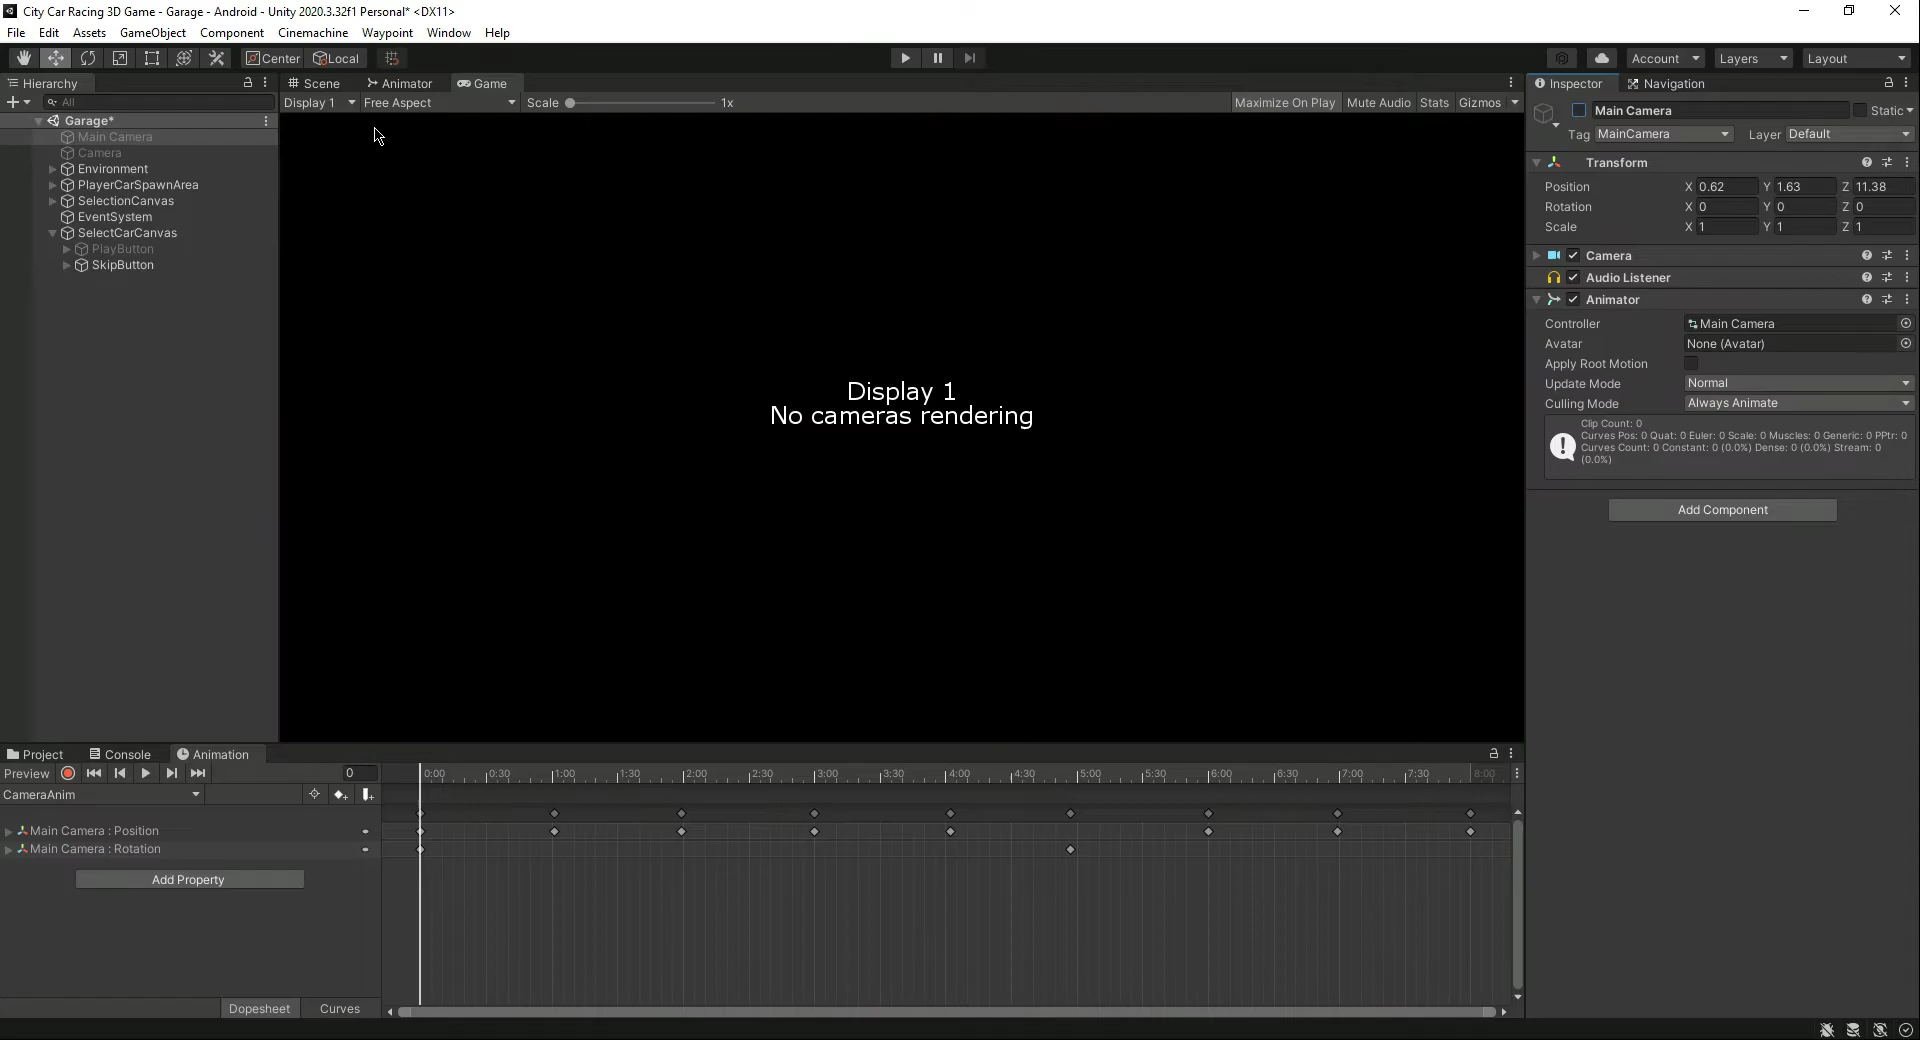 City Car Racing 3D Game - Garage - Android - Unity 2020.3.32f1 Personal* <DX11>
File Edit Assets GameObject Component Cinemachine Waypoint Window Help
Center Local Account Layers Layout
Hierarchy Scene Animator Game Inspector Navigation
All Display 1 Free Aspect Scale 1x Maximize On Play Mute Audio Stats Gizmos Main Camera Static
Garage*
Main Camera
Camera
Environment
PlayerCarSpawnArea
SelectionCanvas
EventSystem
SelectCarCanvas
PlayButton
SkipButton
Display 1
No cameras rendering
Tag MainCamera Layer Default
Transform
Position X 0.62 Y 1.63 Z 11.38
Rotation X 0 Y 0 Z 0
Scale X 1 Y 1 Z 1
Camera
Audio Listener
Animator
Controller Main Camera
Avatar None (Avatar)
Apply Root Motion
Update Mode Normal
Culling Mode Always Animate
Clip Count: 0
Curves Pos: 0 Quat: 0 Euler: 0 Scale: 0 Muscles: 0 Generic: 0 PPtr: 0
Curves Count: 0 Constant: 0 (0.0%) Dense: 0 (0.0%) Stream: 0
(0.0%)
Add Component
Project Console Animation
Preview 0 0:00 0:30 1:00 1:30 2:00 2:30 3:00 3:30 4:00 4:30 5:00 5:30 6:00 6:30 7:00 7:30 8:00
CameraAnim
Main Camera : Position
Main Camera : Rotation
Add Property
Dopesheet Curves